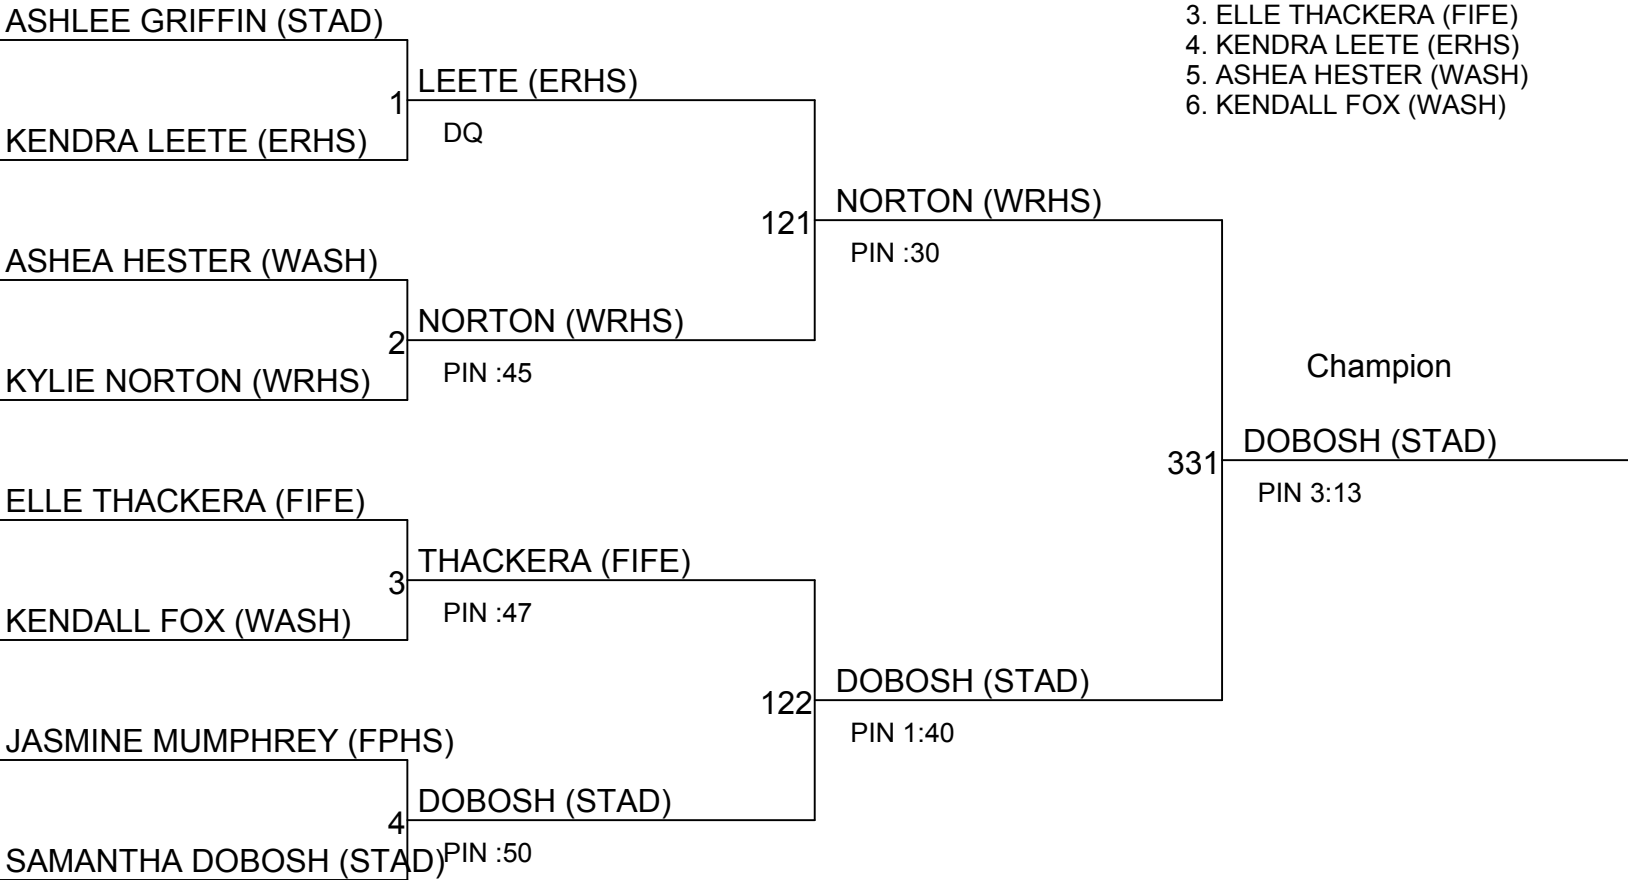 ASHLEE GRIFFIN (STAD)
3. ELLE THACKERA (FIFE)
4. KENDRA LEETE (ERHS)
5. ASHEA HESTER (WASH)
6. KENDALL FOX (WASH)
1
LEETE (ERHS)
DQ
KENDRA LEETE (ERHS)
121
NORTON (WRHS)
PIN :30
ASHEA HESTER (WASH)
2
NORTON (WRHS)
PIN :45
KYLIE NORTON (WRHS)
Champion
331
DOBOSH (STAD)
PIN 3:13
ELLE THACKERA (FIFE)
3
THACKERA (FIFE)
PIN :47
KENDALL FOX (WASH)
122
DOBOSH (STAD)
PIN 1:40
JASMINE MUMPHREY (FPHS)
4
DOBOSH (STAD)
PIN :50
SAMANTHA DOBOSH (STAD)